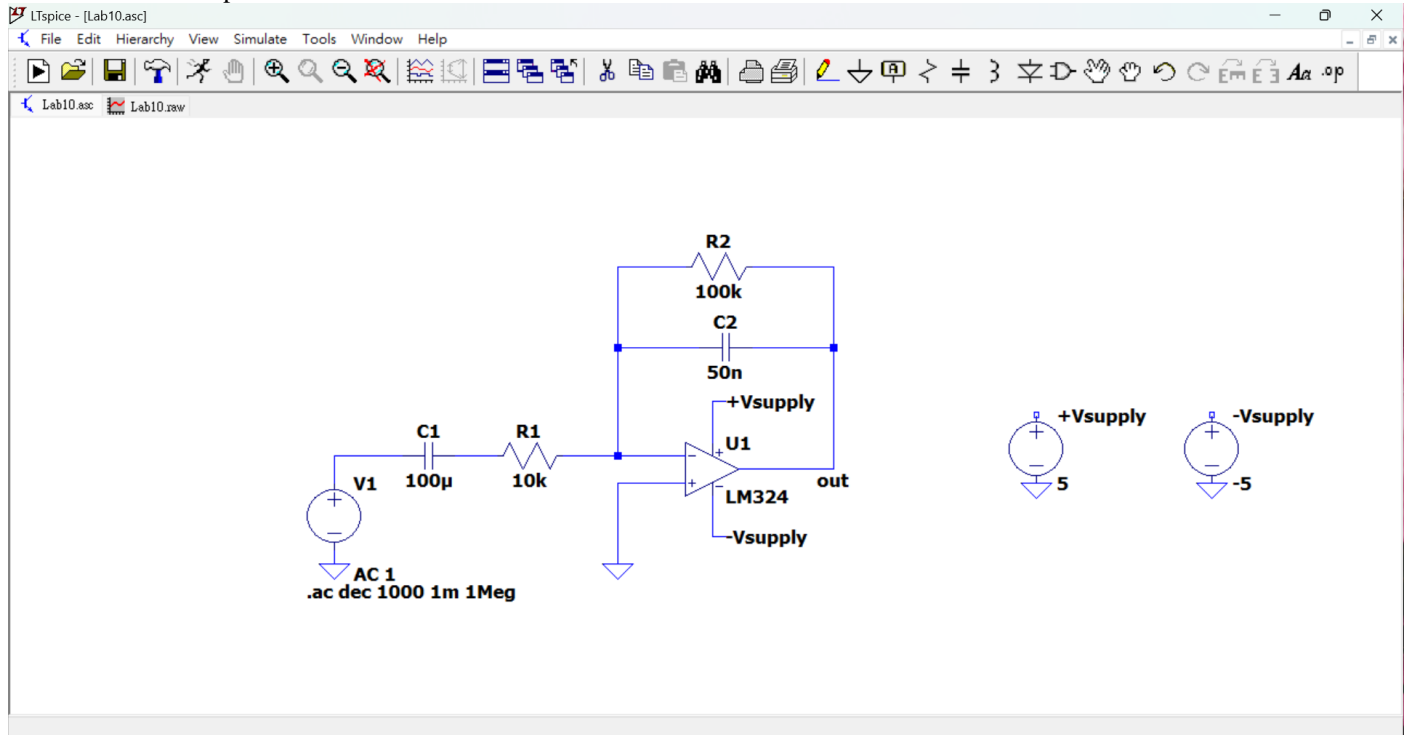 LTspice - [Lab10.asc]
File Edit Hierarchy View Simulate Tools Window Help
Aa .op
Lab10.asc Lab10.raw
R2
100k
C2
50n
+Vsupply
+Vsupply -Vsupply
C1 R1 U1
V1 100µ 10k out 5 -5
LM324
-Vsupply
AC 1
.ac dec 1000 1m 1Meg